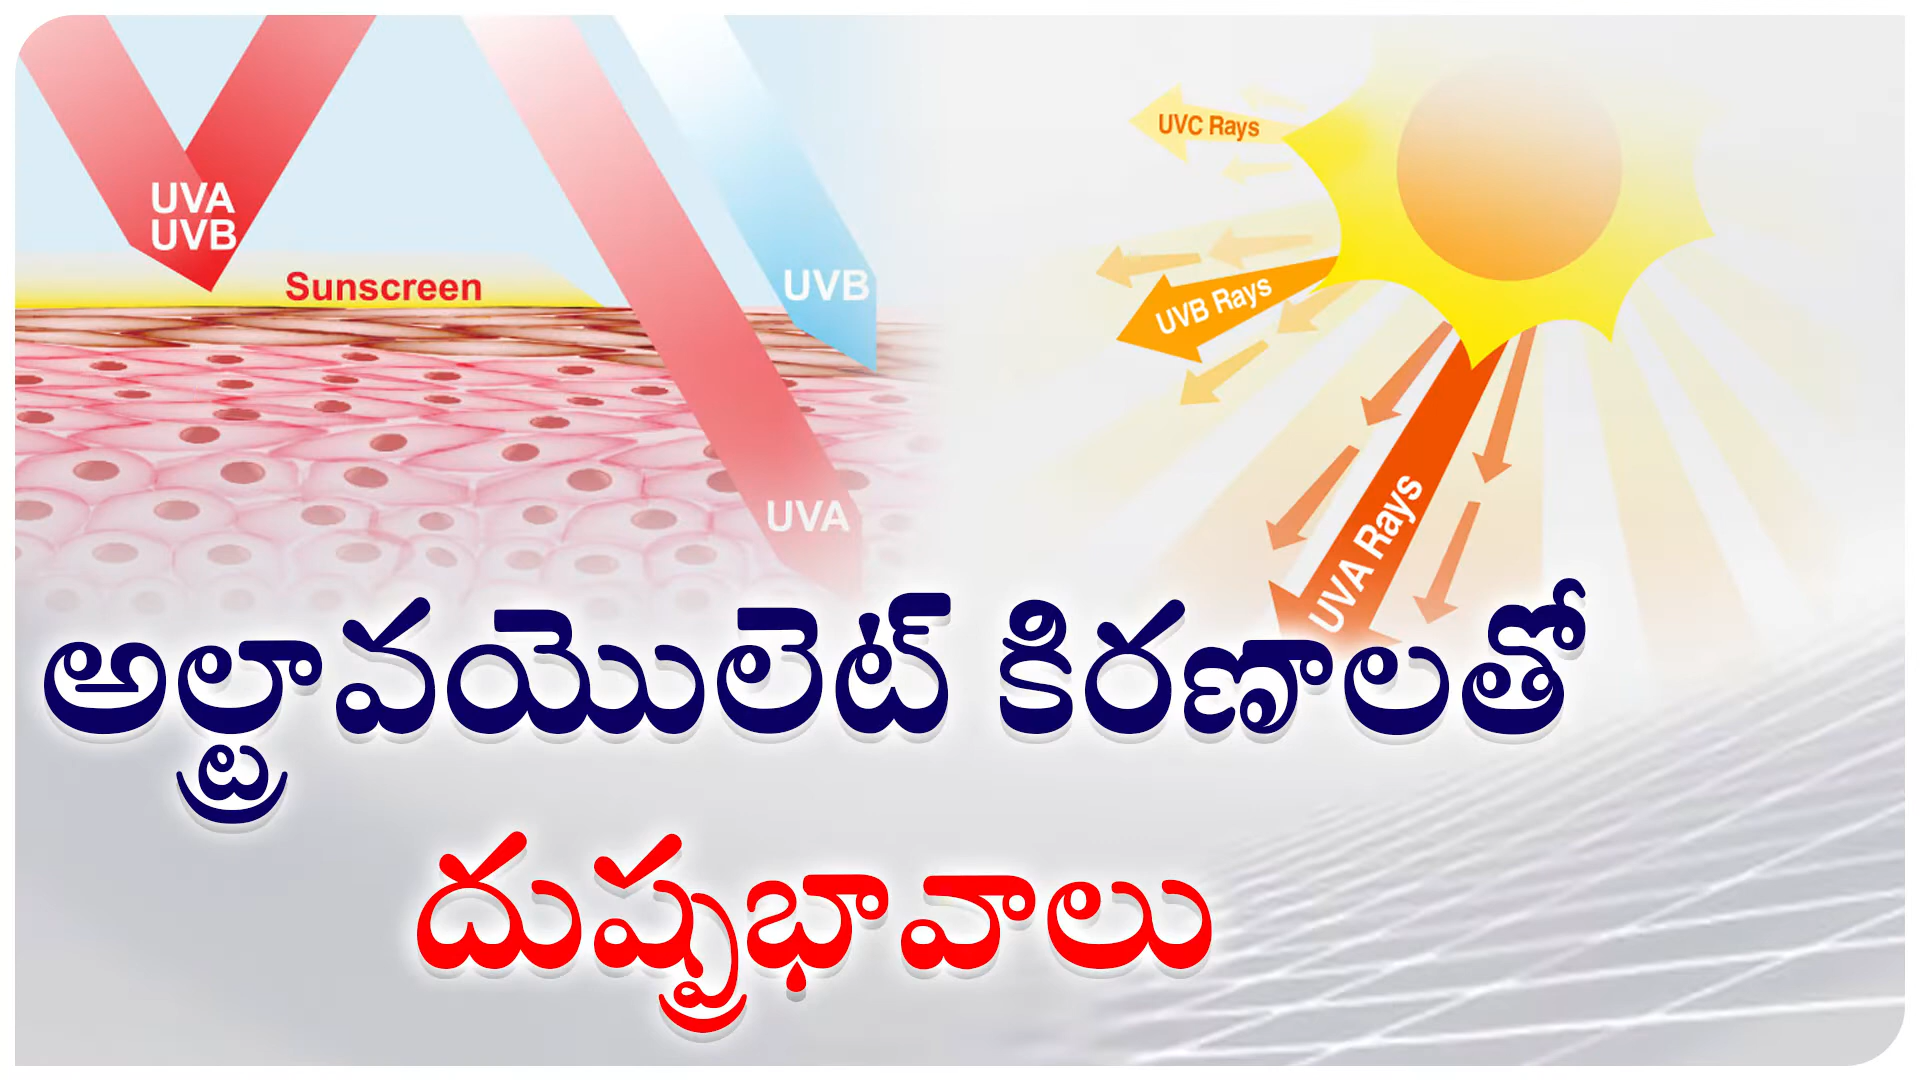 UVA
UVB
Sunscreen
UVB
UVA
UVC Rays
UVB Rays
UVA Rays
అల్ట్రావయొలెట్ కిరణాలతో
దుష్ప్రభావాలు